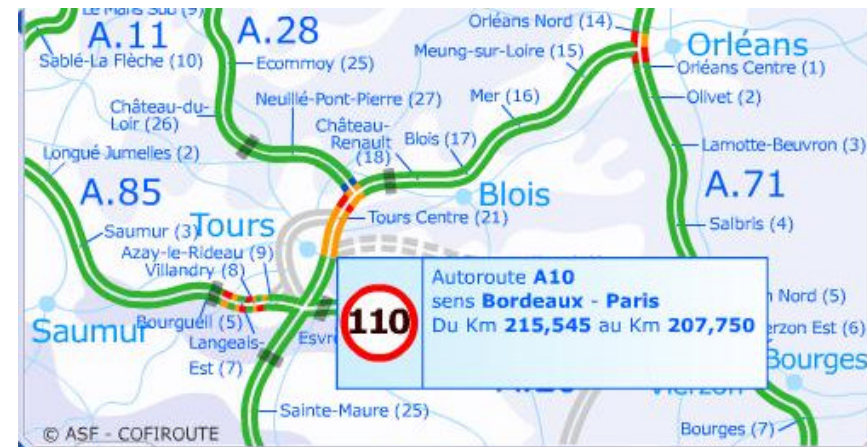 Le Mans Sud (9)
A.11
A.28
Orléans Nord (14)
Orléans
Sablé-La Flèche (10)
Ecommoy (25)
Meung-sur-Loire (15)
Orléans Centre (1)
Château-du-
Loir (26)
Neuillé-Pont-Pierre (27)
Mer (16)
Olivet (2)
Château-
Renault
(18)
Blois (17)
Lamotte-Beuvron (3)
Longué Jumelles (2)
A.85
Blois
A.71
Tours
Tours Centre (21)
Salbris (4)
Saumur (3)
Azay-le-Rideau (9)
Villandry (8)
110
Autoroute A10
sens Bordeaux - Paris
Du Km 215,545 au Km 207,750
Nord (5)
Est (6)
Saumur
Bourgueil (5)
Langeais-
Est (7)
Bourges
Sainte-Maure (25)
Bourges (7)
© ASF - COFIROUTE